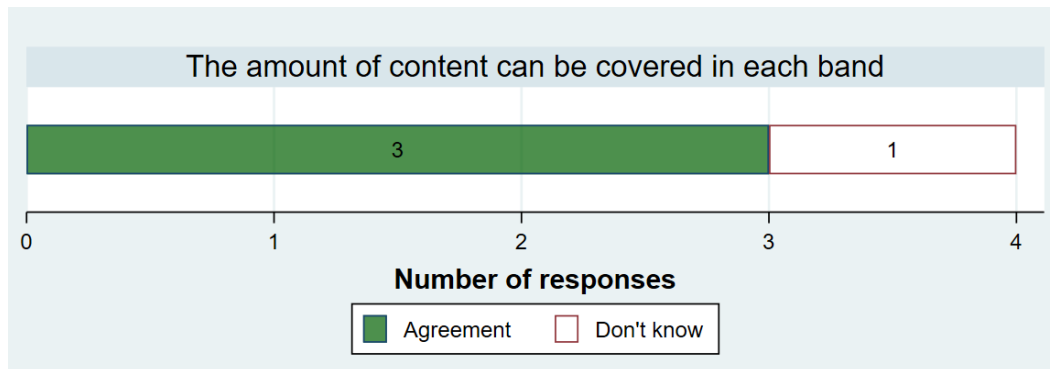 The amount of content can be covered in each band
3 1
0 1 2 3 4
Number of responses
Agreement Don't know